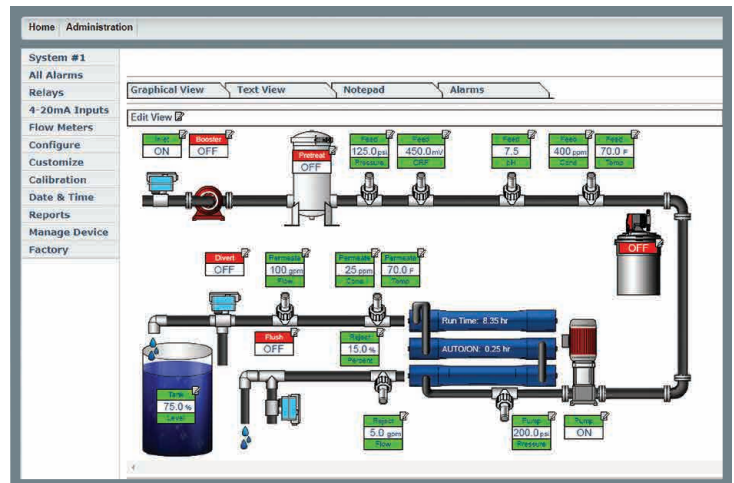 Home Administration
System #1
All Alarms
Relays
4-20mA Inputs
Flow Meters
Configure
Customize
Calibration
Date & Time
Reports
Manage Device
Factory
Graphical View Text View Notepad Alarms
Edit View
Inlet Booster
ON OFF
Pretreat
OFF
Feed Feed Feed Feed Feed
125.0 psi 450.0 mV 7.5 400 ppm 70.0 F
Pressure ORP pH Cond Temp
OFF
Divert Permeate Permeate Permeate
OFF 100 gpm 25 ppm 70.0 F
Flow Cond. Temp
Run Time: 8.35 hr
Flush Reject
OFF 15.0 %
Percent
AUTO/ON: 0.25 hr
Tank
75.0 %
Level
Reject Pump Pump
5.0 gpm 200.0 psi ON
Flow Pressure